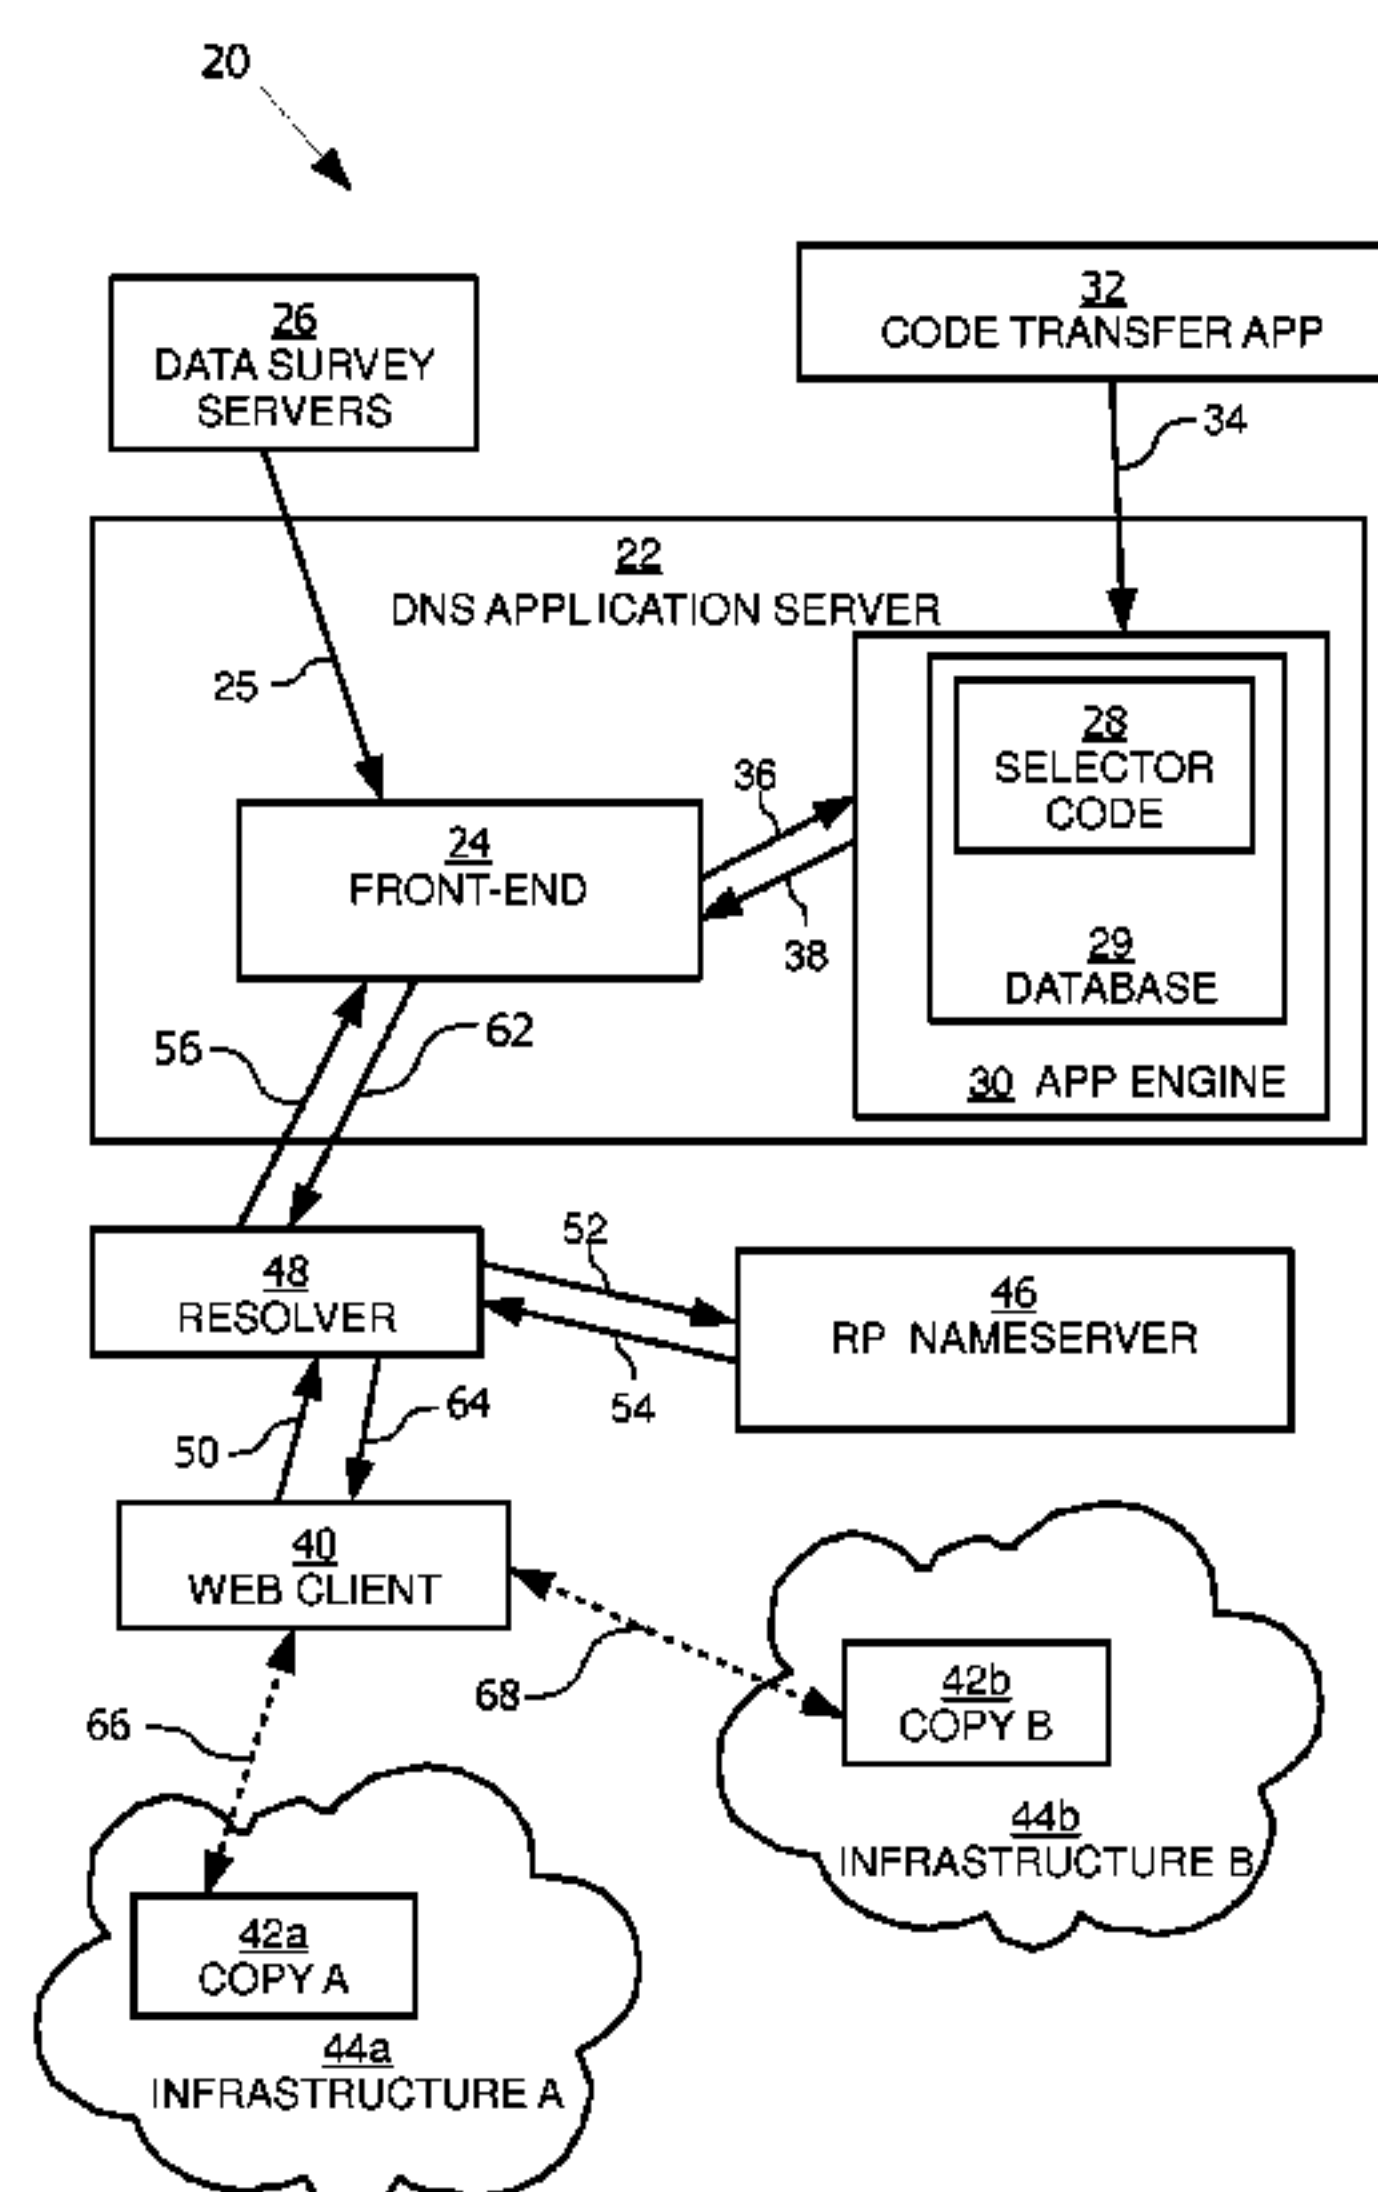 20
26
DATA SURVEY
SERVERS
32
CODE TRANSFER APP
34
22
DNS APPLICATION SERVER
25
28
SELECTOR
CODE
36
24
FRONT-END
38
29
DATABASE
56
62
30 APP ENGINE
52
48
RESOLVER
46
RP NAMESERVER
54
64
50
40
WEB CLIENT
68
42b
COPY B
66
44b
INFRASTRUCTURE B
42a
COPY A
44a
INFRASTRUCTURE A